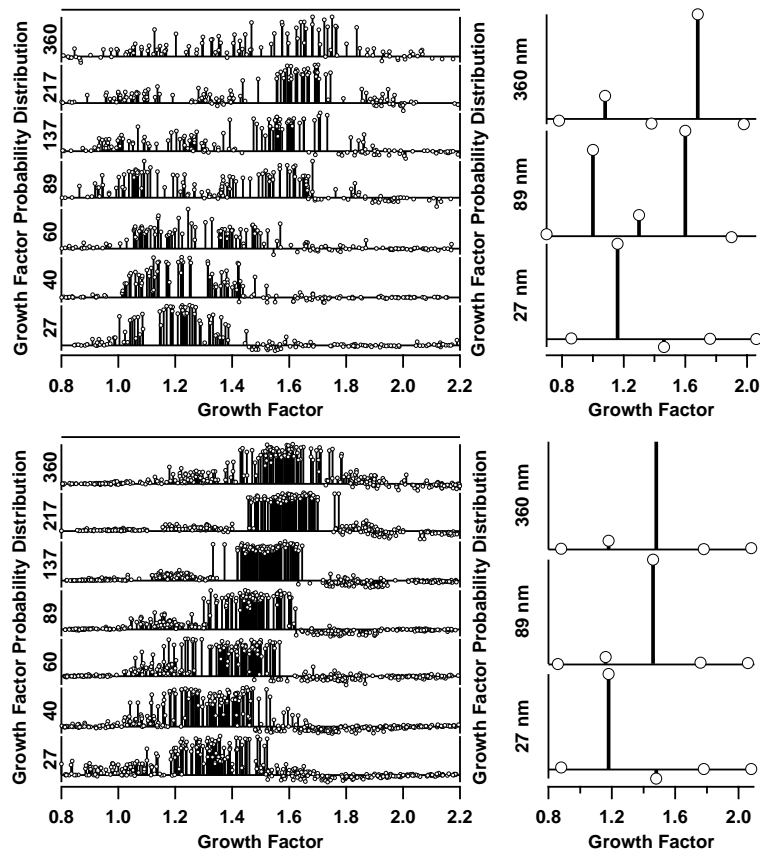 Growth Factor Probability Distribution
360
217
137
89
60
40
27
0.8 1.0 1.2 1.4 1.6 1.8 2.0 2.2
Growth Factor
Growth Factor Probability Distribution
360 nm
89 nm
27 nm
0.8 1.2 1.6 2.0
Growth Factor
Growth Factor Probability Distribution
360
217
137
89
60
40
27
0.8 1.0 1.2 1.4 1.6 1.8 2.0 2.2
Growth Factor
Growth Factor Probability Distribution
360 nm
89 nm
27 nm
0.8 1.2 1.6 2.0
Growth Factor